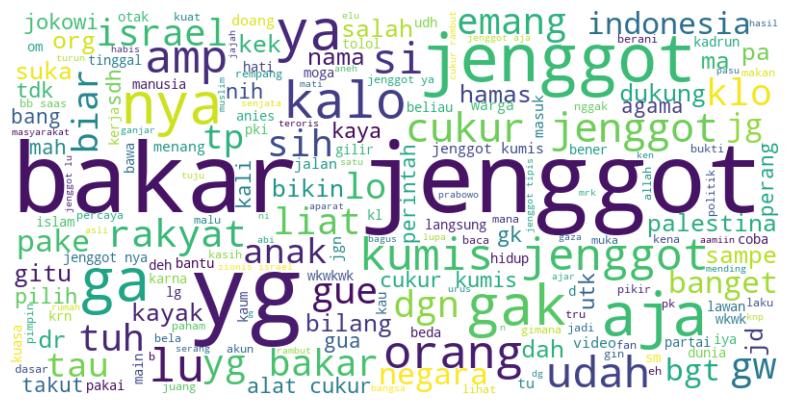 jokowi otak kuat doang ya elu hasil
org israel udh salah emang indonesia
om kek tolol jenggot aja kadrun
suka tinggal habis jajah cukur rambut berani
turun rempang aneh nama si jenggot ma pa
amp hati moga jenggot ya pasu makan
tdk manusia mati hamas dukung
bb saas sdh nih beliau warga agama klo
biar kerja nya muslim senjata kalo nggak masuk
bang masyarakat ganjar teroris cukur jenggot jg
mah menang tp pki anies sih kaya jenggot kumis bener bukti
bawa kali jalan gilir satu
bakar jenggot
jenggot lu tuju bikin lo perintah ken perang
islam percaya ni aparat prabowo mrk allah politik
asli malu liat kl langsung mana jenggot tipis palestina
pake rakyat abi bagus lupa baca gaza muka kena aamiin coba
jenggot nya kasih jgn gk kumis jenggot sampe
gitu deh bantu zionis israel anak cukur kumis hidup ajar mending
karna wkwkwk urus banget
pilih krn ga lg kayak kaum yg gue dgn kau gak utk pikir pk laku
rumah paham d aja tru knp
kuasa pimpin dr tuh bela b bilang beda n jadi wkwk lawan jd
serang akun gua orang dah gimana video fan partai iya
dasar tau main lu yg bakar rambut negara tu gin sm dunia gw
takut pakai juang alat cukur bangsa lihat dg udah bgt eh